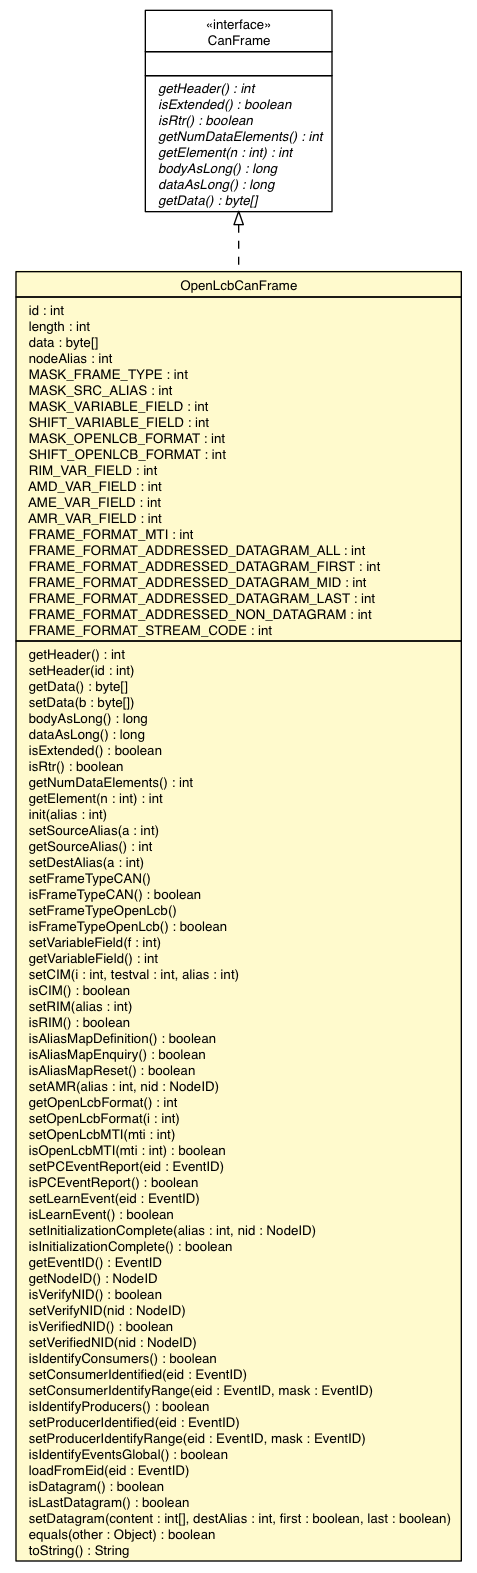 «interface»
CanFrame
getHeader() : int
isExtended() : boolean
isRtr() : boolean
getNumDataElements() : int
getElement(n : int) : int
bodyAsLong() : long
dataAsLong() : long
getData() : byte[]
OpenLcbCanFrame
id : int
length : int
data : byte[]
nodeAlias : int
MASK_FRAME_TYPE : int
MASK_SRC_ALIAS : int
MASK_VARIABLE_FIELD : int
SHIFT_VARIABLE_FIELD : int
MASK_OPENLCB_FORMAT : int
SHIFT_OPENLCB_FORMAT : int
RIM_VAR_FIELD : int
AMD_VAR_FIELD : int
AME_VAR_FIELD : int
AMR_VAR_FIELD : int
FRAME_FORMAT_MTI : int
FRAME_FORMAT_ADDRESSED_DATAGRAM_ALL : int
FRAME_FORMAT_ADDRESSED_DATAGRAM_FIRST : int
FRAME_FORMAT_ADDRESSED_DATAGRAM_MID : int
FRAME_FORMAT_ADDRESSED_DATAGRAM_LAST : int
FRAME_FORMAT_ADDRESSED_NON_DATAGRAM : int
FRAME_FORMAT_STREAM_CODE : int
getHeader() : int
setHeader(id : int)
getData() : byte[]
setData(b : byte[])
bodyAsLong() : long
dataAsLong() : long
isExtended() : boolean
isRtr() : boolean
getNumDataElements() : int
getElement(n : int) : int
init(alias : int)
setSourceAlias(a : int)
getSourceAlias() : int
setDestAlias(a : int)
setFrameTypeCAN()
isFrameTypeCAN() : boolean
setFrameTypeOpenLcb()
isFrameTypeOpenLcb() : boolean
setVariableField(f : int)
getVariableField() : int
setCIM(i : int, testval : int, alias : int)
isCIM() : boolean
setRIM(alias : int)
isRIM() : boolean
isAliasMapDefinition() : boolean
isAliasMapEnquiry() : boolean
isAliasMapReset() : boolean
setAMR(alias : int, nid : NodeID)
getOpenLcbFormat() : int
setOpenLcbFormat(i : int)
setOpenLcbMTI(mti : int)
isOpenLcbMTI(mti : int) : boolean
setPCEventReport(eid : EventID)
isPCEventReport() : boolean
setLearnEvent(eid : EventID)
isLearnEvent() : boolean
setInitializationComplete(alias : int, nid : NodeID)
isInitializationComplete() : boolean
getEventID() : EventID
getNodeID() : NodeID
isVerifyNID() : boolean
setVerifyNID(nid : NodeID)
isVerifiedNID() : boolean
setVerifiedNID(nid : NodeID)
isIdentifyConsumers() : boolean
setConsumerIdentified(eid : EventID)
setConsumerIdentifyRange(eid : EventID, mask : EventID)
isIdentifyProducers() : boolean
setProducerIdentified(eid : EventID)
setProducerIdentifyRange(eid : EventID, mask : EventID)
isIdentifyEventsGlobal() : boolean
loadFromEid(eid : EventID)
isDatagram() : boolean
isLastDatagram() : boolean
setDatagram(content : int[], destAlias : int, first : boolean, last : boolean)
equals(other : Object) : boolean
toString() : String